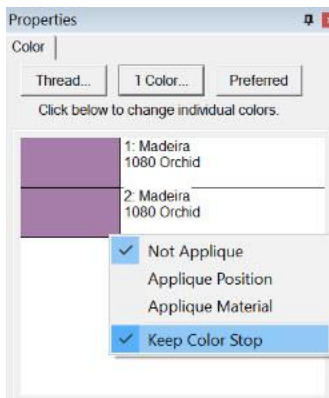 Properties
Color
Thread... 1 Color... Preferred
Click below to change individual colors.
1: Madeira
1080 Orchid
2: Madeira
1080 Orchid
Not Applique
Applique Position
Applique Material
Keep Color Stop